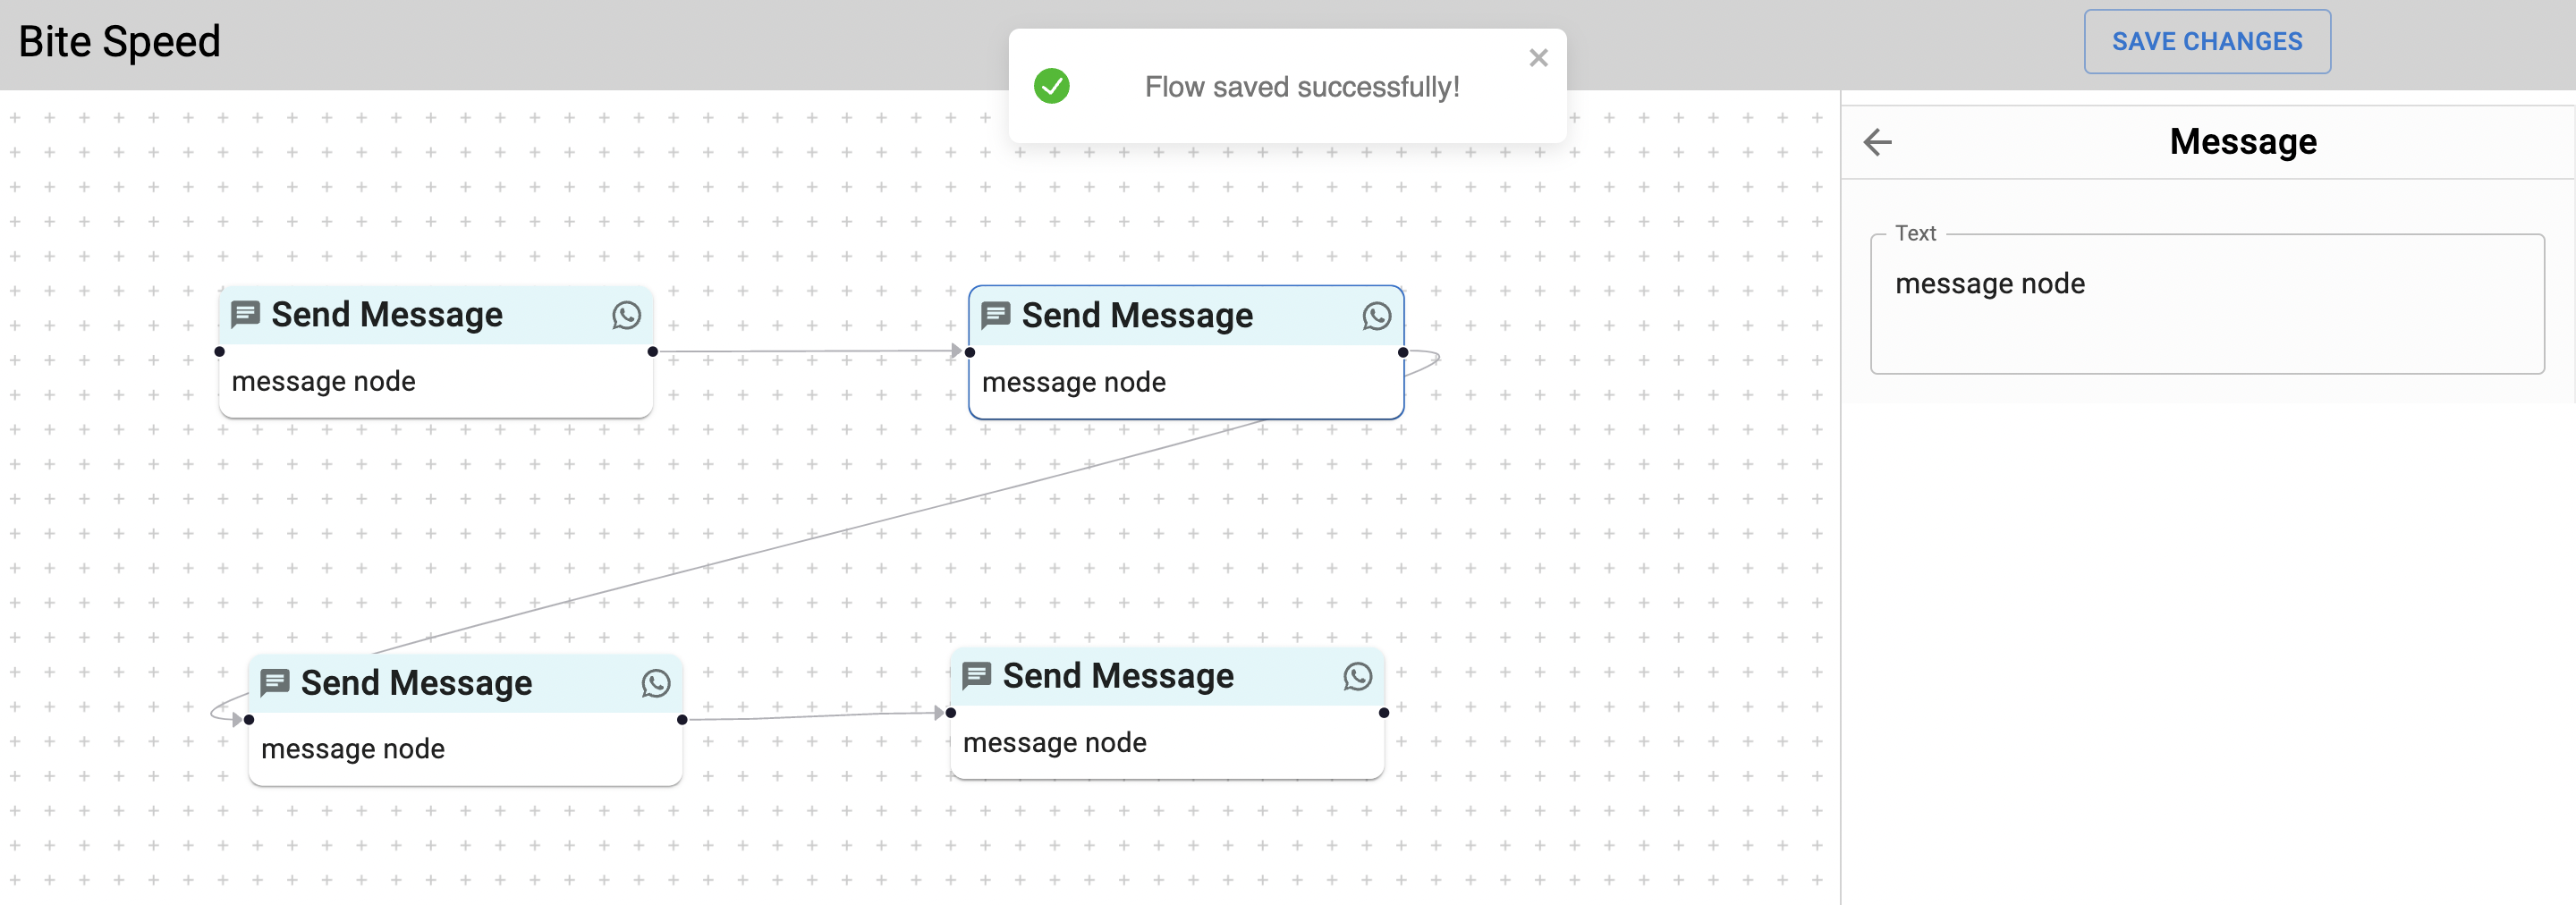 Bite Speed
Flow saved successfully!
SAVE CHANGES
Message
Text
message node
Send Message
message node
Send Message
message node
Send Message
message node
Send Message
message node